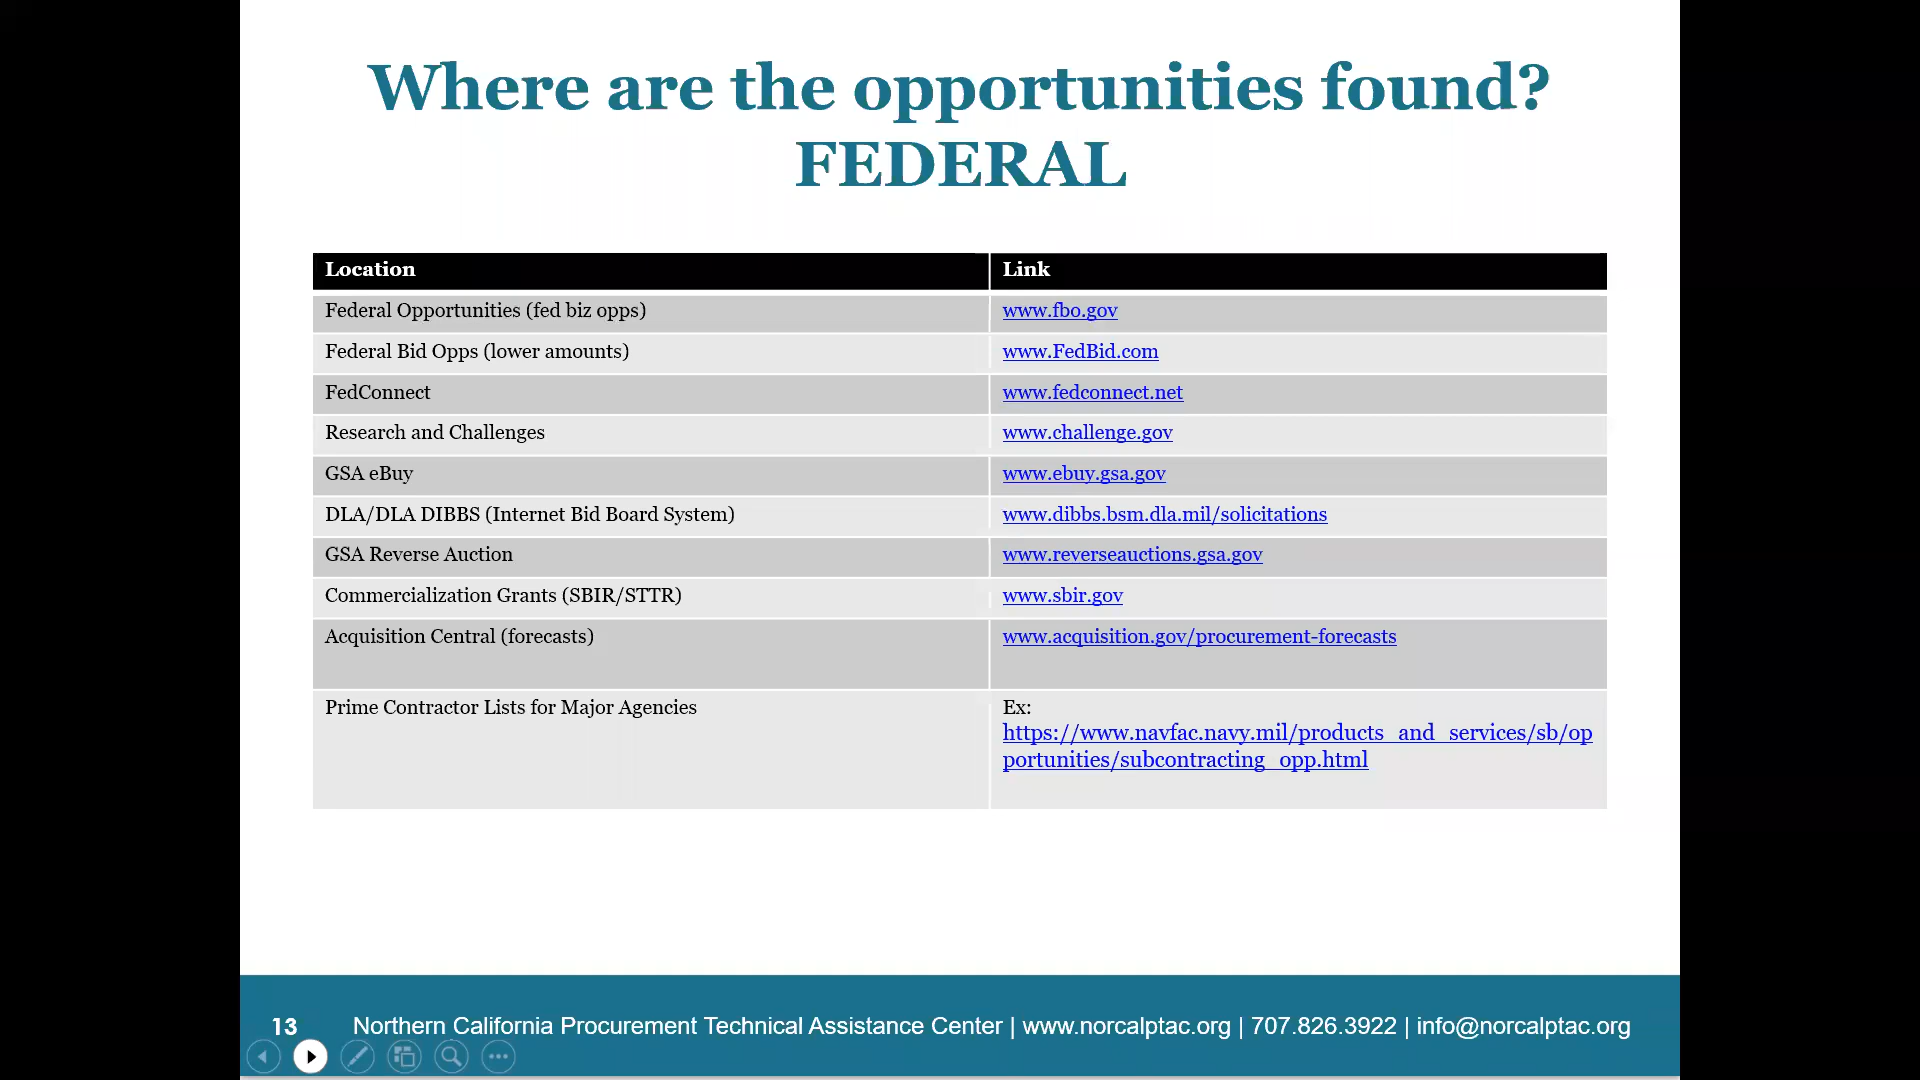 Where are the opportunities found?
FEDERAL
Location Link
Federal Opportunities (fed biz opps) www.fbo.gov
Federal Bid Opps (lower amounts) www.FedBid.com
FedConnect www.fedconnect.net
Research and Challenges www.challenge.gov
GSA eBuy www.ebuy.gsa.gov
DLA/DLA DIBBS (Internet Bid Board System) www.dibbs.bsm.dla.mil/solicitations
GSA Reverse Auction www.reverseauctions.gsa.gov
Commercialization Grants (SBIR/STTR) www.sbir.gov
Acquisition Central (forecasts) www.acquisition.gov/procurement-forecasts
Prime Contractor Lists for Major Agencies Ex:
https://www.navfac.navy.mil/products_and_services/sb/op
portunities/subcontracting_opp.html
13 Northern California Procurement Technical Assistance Center | www.norcalptac.org | 707.826.3922 | info@norcalptac.org